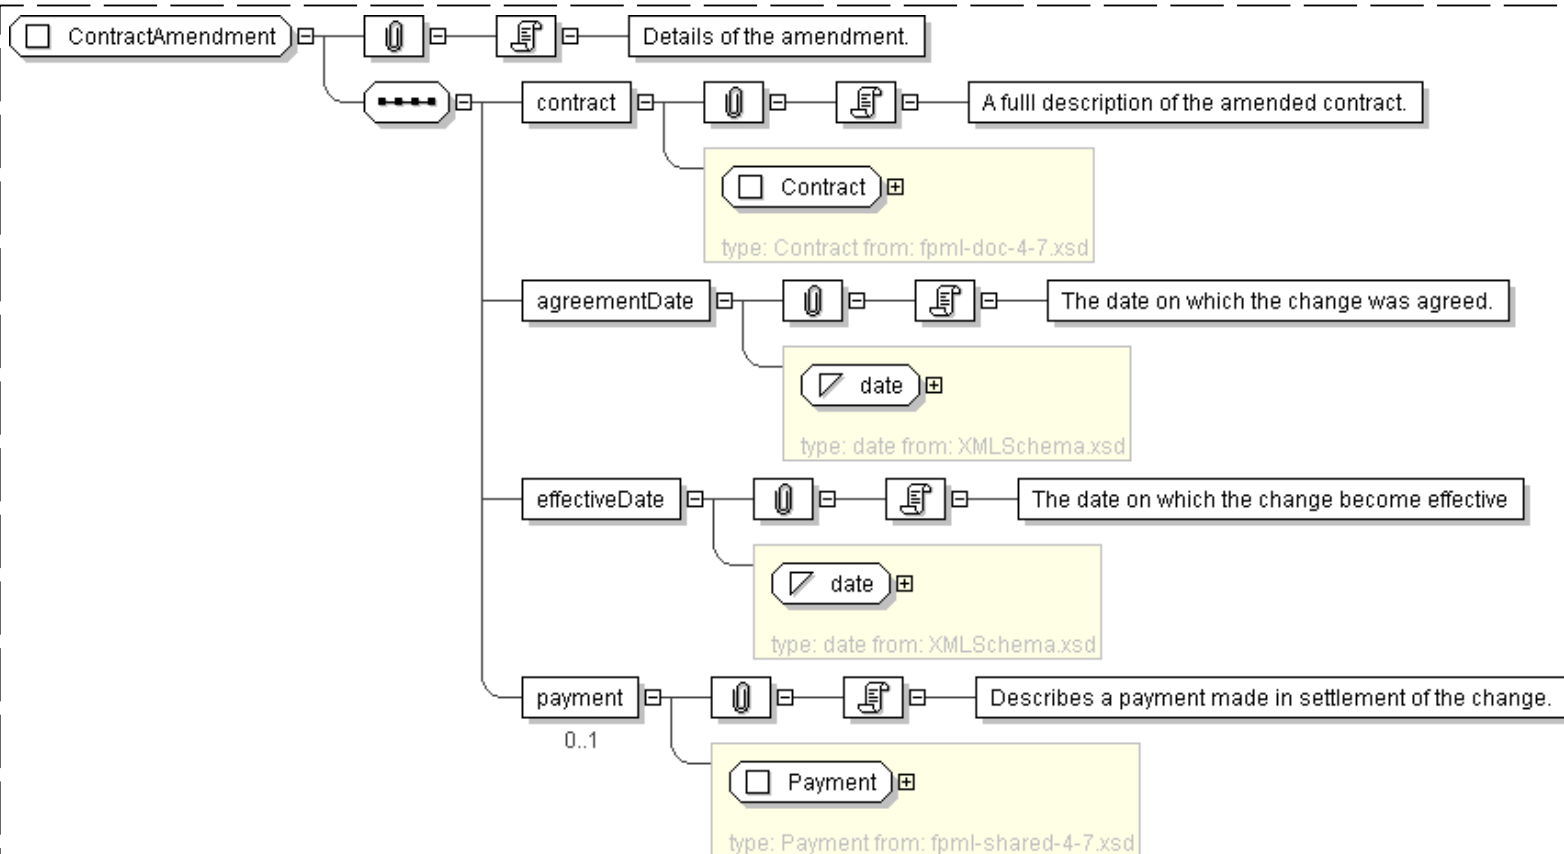 ContractAmendment
Details of the amendment.
contract
A fulll description of the amended contract.
Contract
type: Contract from: fpml-doc-4-7.xsd
agreementDate
The date on which the change was agreed.
date
type: date from: XMLSchema.xsd
effectiveDate
The date on which the change become effective
date
type: date from: XMLSchema.xsd
payment
Describes a payment made in settlement of the change.
0..1
Payment
type: Payment from: fpml-shared-4-7.xsd